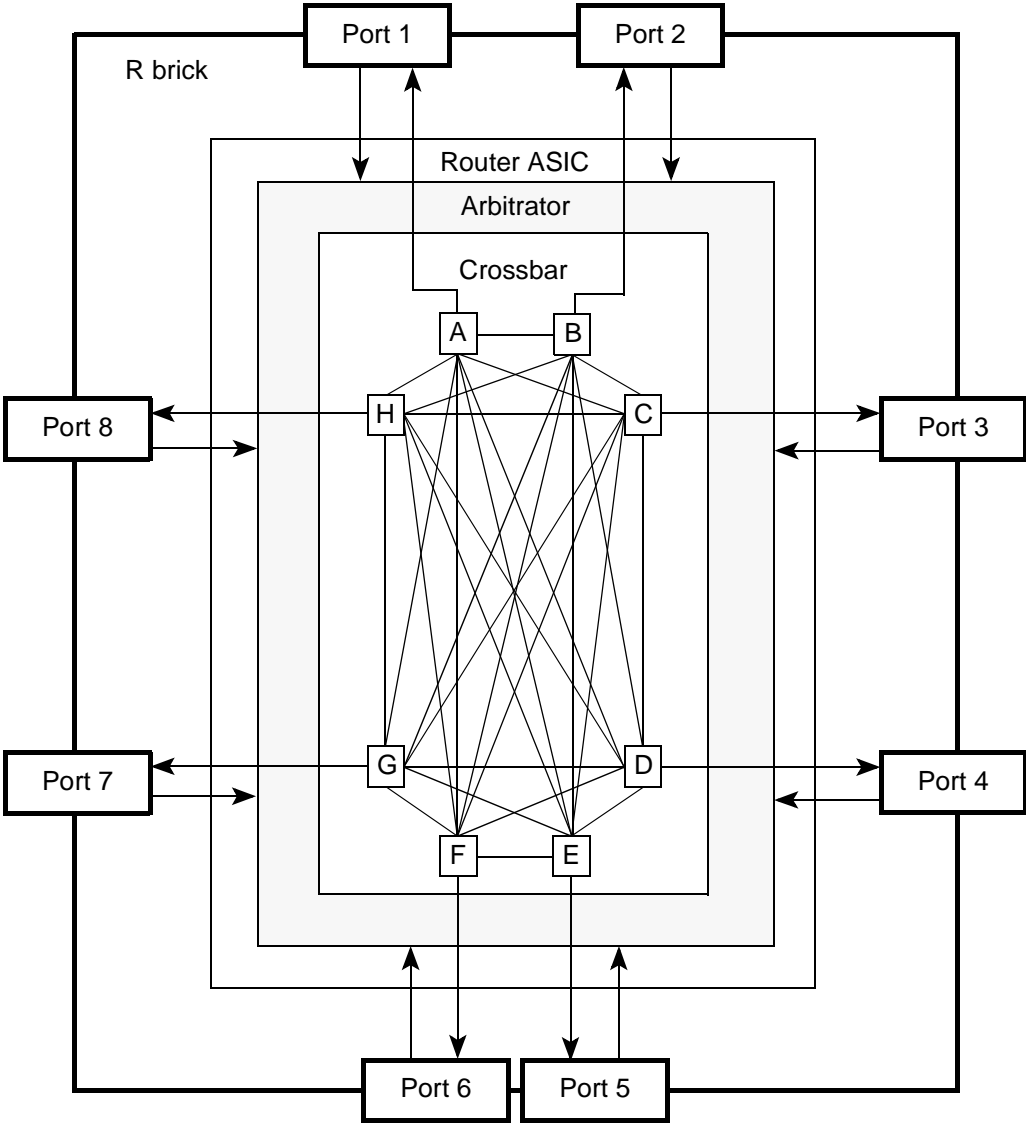 Port 1
Port 2
R brick
Router ASIC
Arbitrator
Crossbar
A
B
H
C
Port 8
Port 3
G
D
Port 7
Port 4
F
E
Port 6
Port 5